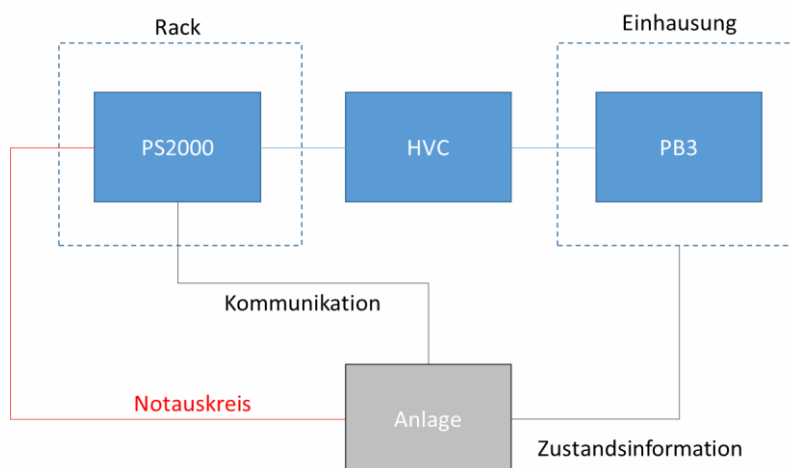 Rack
Einhausung
PS2000
HVC
PB3
Kommunikation
Notauskreis
Anlage
Zustandsinformation